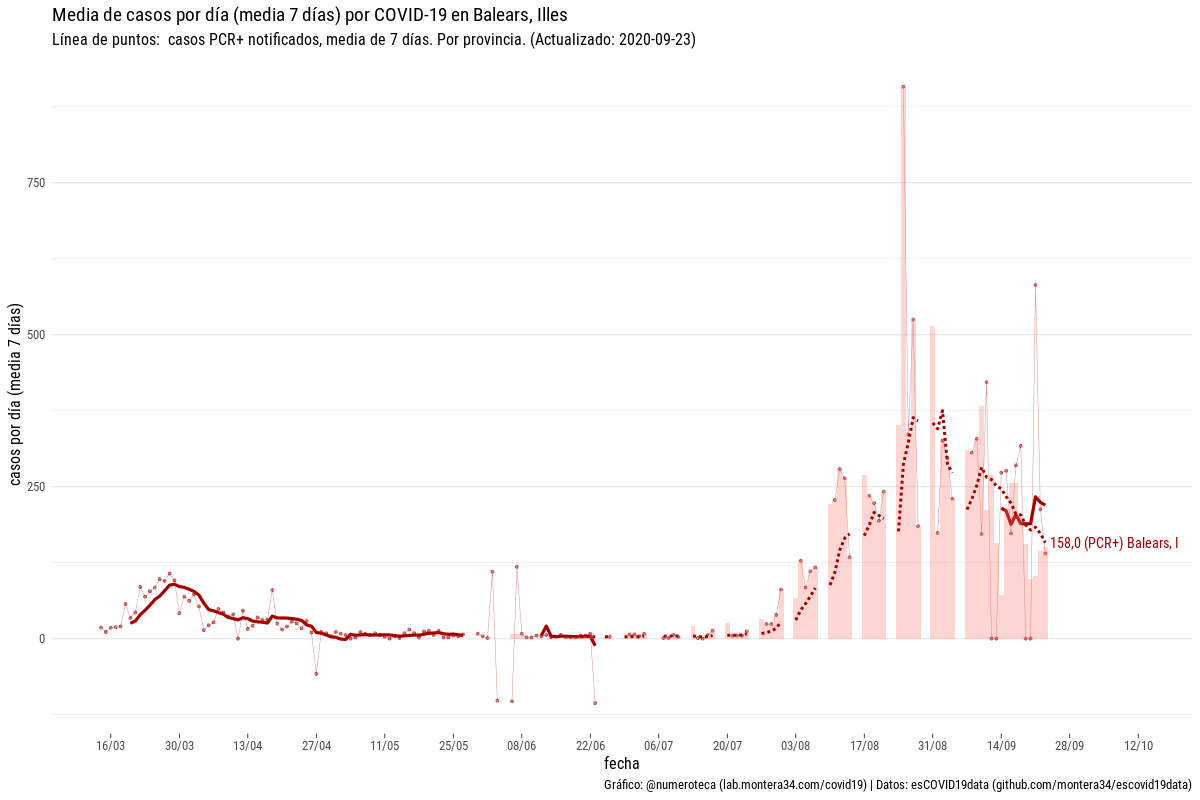 Media de casos por día (media 7 días) por COVID-19 en Balears, Illes
Línea de puntos:  casos PCR+ notificados, media de 7 días. Por provincia. (Actualizado: 2020-09-23)
casos por día (media 7 días)
750
500
250
0
158,0 (PCR+) Balears, I
16/03 30/03 13/04 27/04 11/05 25/05 08/06 22/06 06/07 20/07 03/08 17/08 31/08 14/09 28/09 12/10
fecha
Gráfico: @numeroteca (lab.montera34.com/covid19) | Datos: esCOVID19data (github.com/montera34/escovid19data)